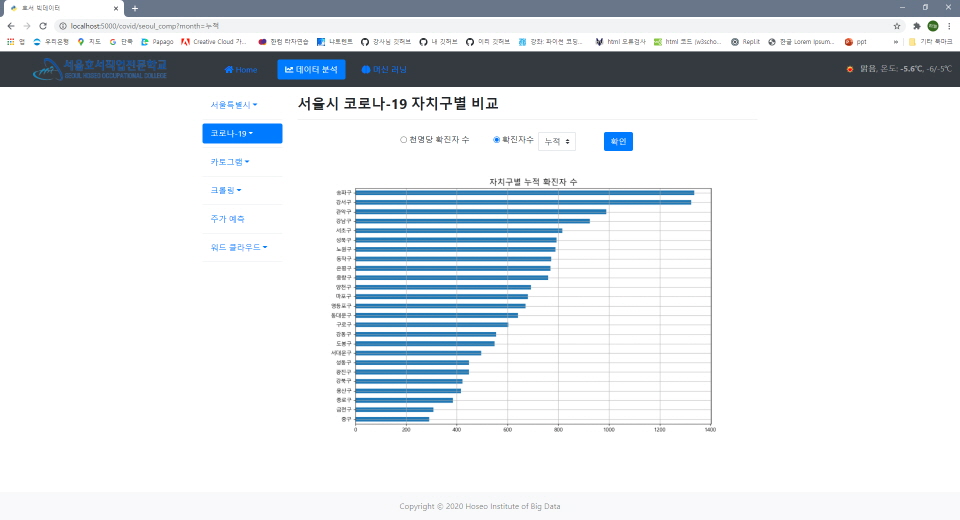 호서 빅데이터
localhost:5000/covid/seoul_comp?month=누적
하늘
앱 우리은행 지도 G 단축 Papago Creative Cloud 가... 한컴 타자연습 나토렌트 강사님 깃허브 내 깃허브 이리 깃허브 강좌: 파이썬 코딩... html 오류검사 html 코드 (w3scho... Repl.it 한글 Lorem Ipsum... ppt » 기타 북마크
서울호서직업전문학교
SEOUL HOSEO OCCUPATIONAL COLLEGE
Home 데이터 분석 머신 러닝
맑음, 온도: -5.6℃, -6/-5℃
서울특별시
코로나-19
카토그램
크롤링
주가 예측
워드 클라우드
서울시 코로나-19 자치구별 비교
천명당 확진자 수 확진자수 누적 확인
자치구별 누적 확진자 수
송파구
강서구
관악구
강남구
서초구
성북구
노원구
동작구
은평구
중랑구
양천구
마포구
영등포구
동대문구
구로구
강동구
도봉구
서대문구
성동구
광진구
강북구
용산구
종로구
금천구
중구
0 200 400 600 800 1000 1200 1400
Copyright © 2020 Hoseo Institute of Big Data